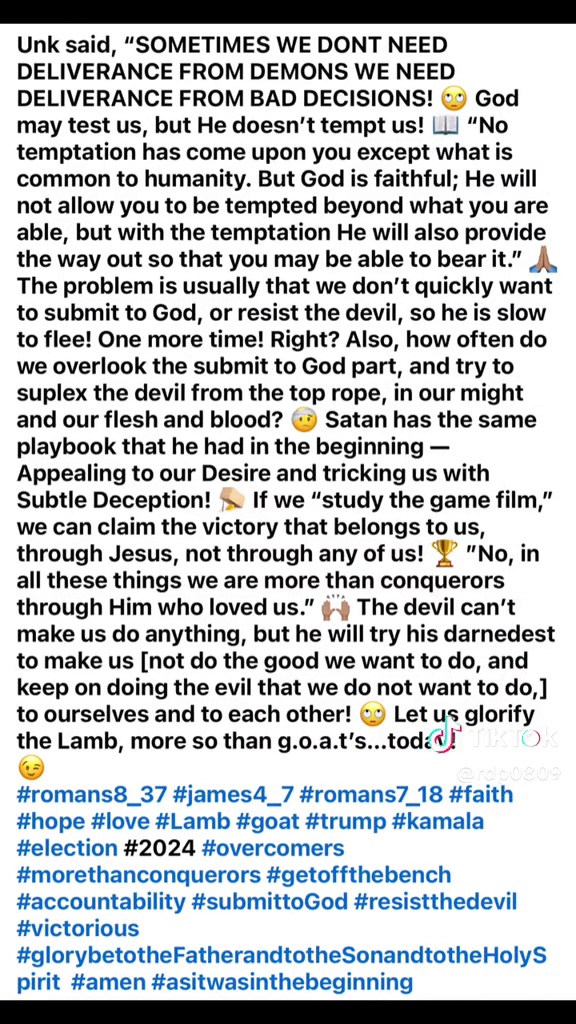 Unk said, “SOMETIMES WE DONT NEED
DELIVERANCE FROM DEMONS WE NEED
DELIVERANCE FROM BAD DECISIONS! 🙄 God
may test us, but He doesn’t tempt us! 📖 “No
temptation has come upon you except what is
common to humanity. But God is faithful; He will
not allow you to be tempted beyond what you are
able, but with the temptation He will also provide
the way out so that you may be able to bear it.” 🙏🏽
The problem is usually that we don’t quickly want
to submit to God, or resist the devil, so he is slow
to flee! One more time! Right? Also, how often do
we overlook the submit to God part, and try to
suplex the devil from the top rope, in our might
and our flesh and blood? 🤕 Satan has the same
playbook that he had in the beginning —
Appealing to our Desire and tricking us with
Subtle Deception! 🫴🏼 If we “study the game film,”
we can claim the victory that belongs to us,
through Jesus, not through any of us! 🏆 ”No, in
all these things we are more than conquerors
through Him who loved us.” 🙌🏽 The devil can’t
make us do anything, but he will try his darnedest
to make us [not do the good we want to do, and
keep on doing the evil that we do not want to do,]
to ourselves and to each other! 🙄 Let us glorify
the Lamb, more so than g.o.a.t’s...today!
😉
TikTok
@rdp0809
#romans8_37 #james4_7 #romans7_18 #faith
#hope #love #Lamb #goat #trump #kamala
#election #2024 #overcomers
#morethanconquerors #getoffthebench
#accountability #submittoGod #resistthedevil
#victorious
#glorybetotheFatherandtotheSonandtotheHolyS
pirit #amen #asitwasinthebeginning